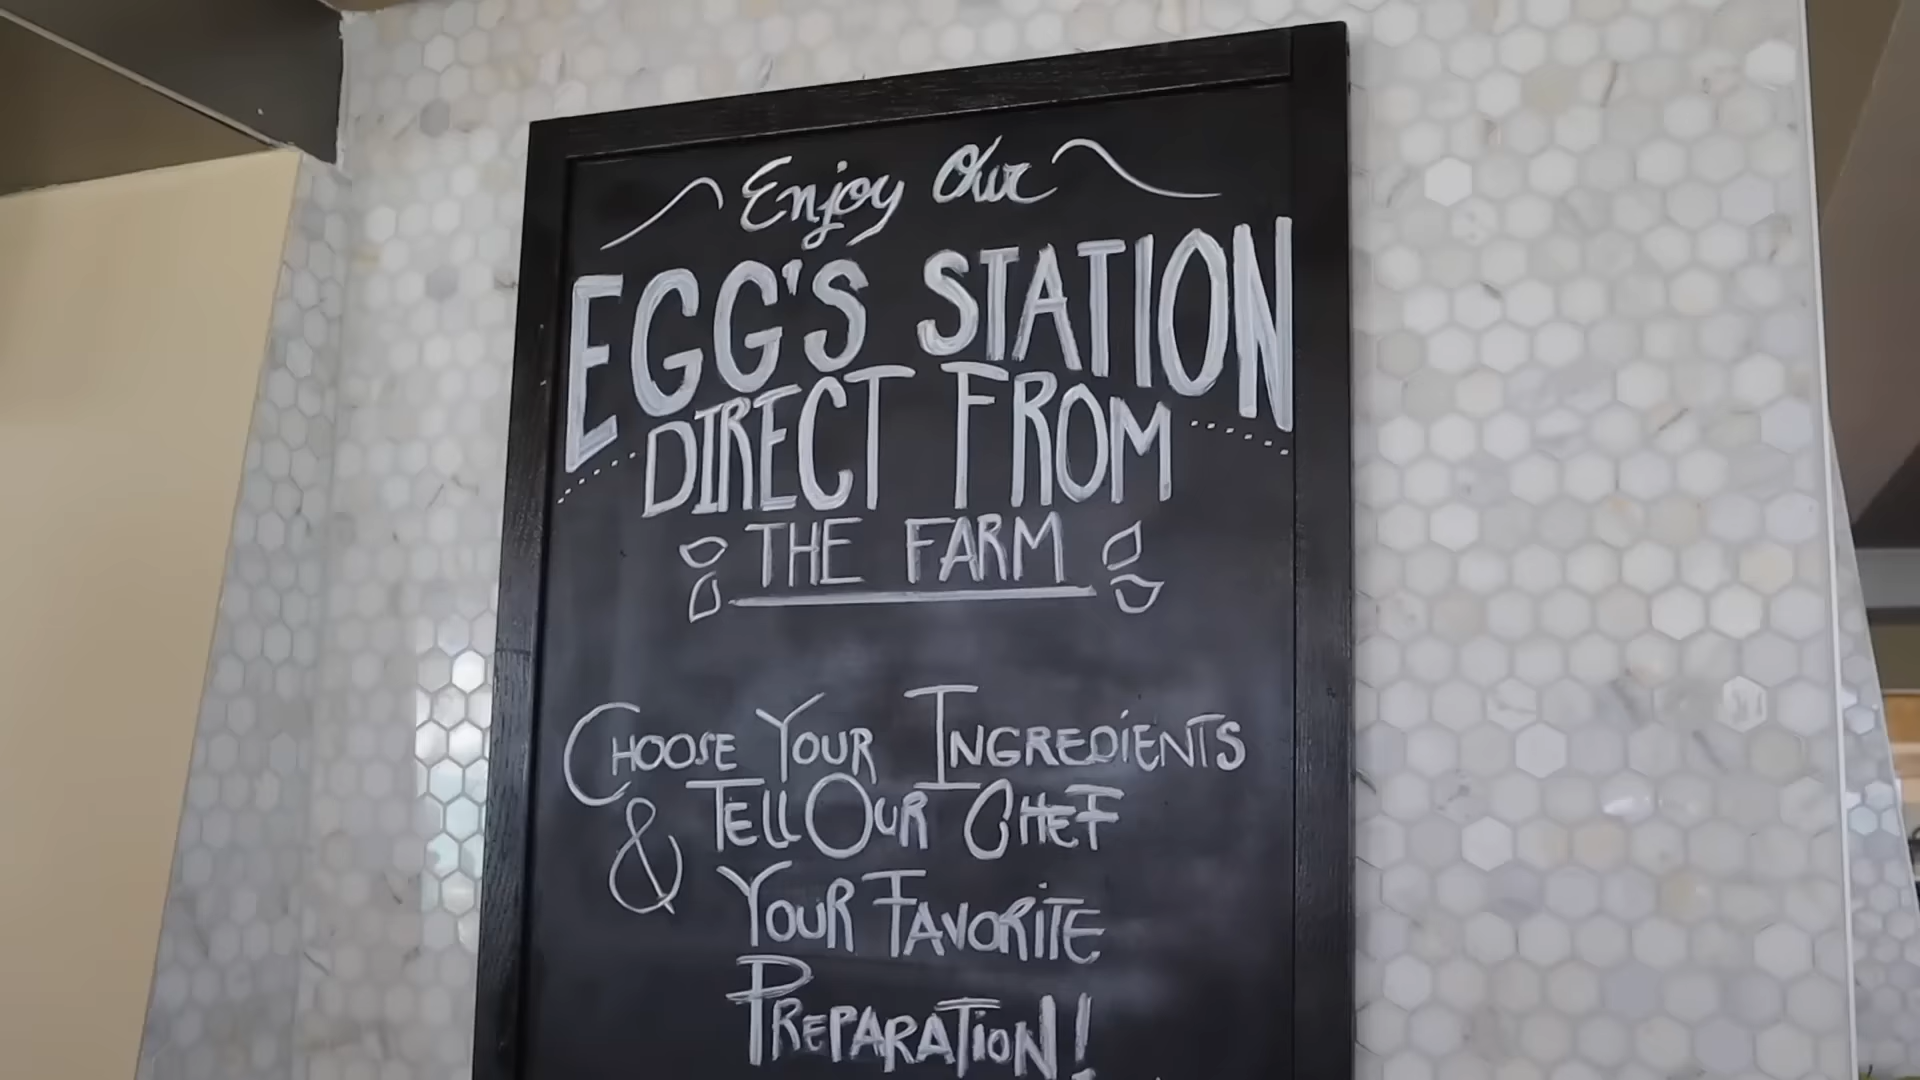 Enjoy Our
EGG'S STATION
DIRECT FROM
THE FARM
CHOOSE YOUR INGREDIENTS
& TELL OUR CHEF
YOUR FAVORITE
PREPARATION!